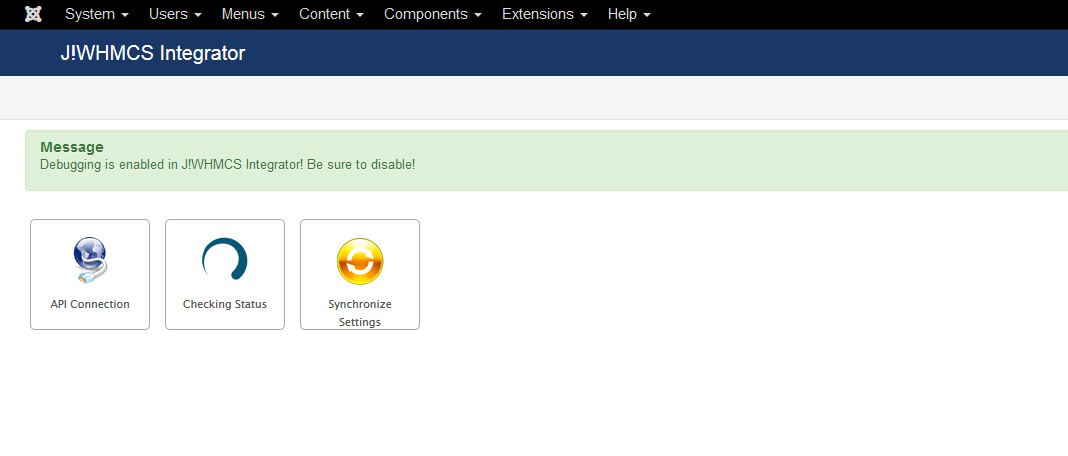 System Users Menus Content Components Extensions Help
J!WHMCS Integrator
Message
Debugging is enabled in J!WHMCS Integrator! Be sure to disable!
API Connection
Checking Status
Synchronize
Settings